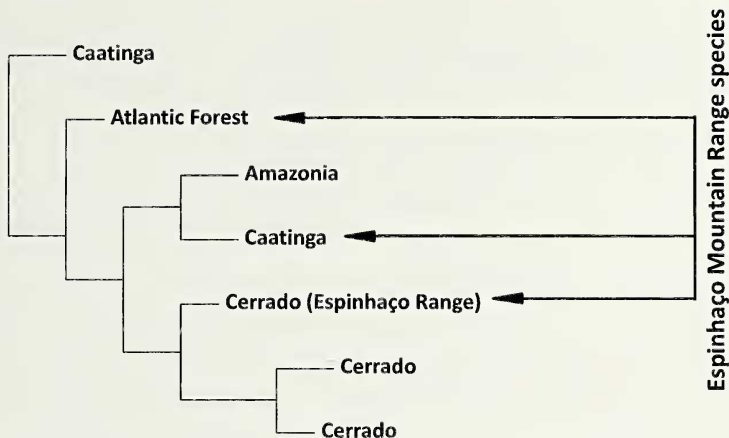 Caatinga
Atlantic Forest
Amazonia
Caatinga
Cerrado (Espinhaço Range)
Cerrado
Cerrado
Espinhaço Mountain Range species